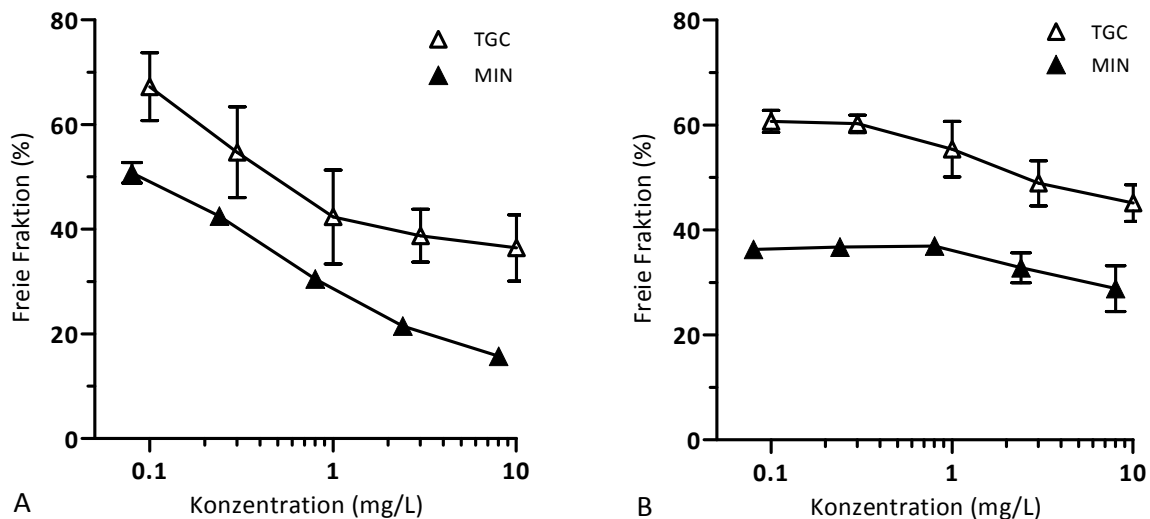 80
60
40
20
0
Freie Fraktion (%)
TGC
MIN
0.1
1
10
Konzentration (mg/L)
A
80
60
40
20
0
Freie Fraktion (%)
TGC
MIN
0.1
1
10
Konzentration (mg/L)
B